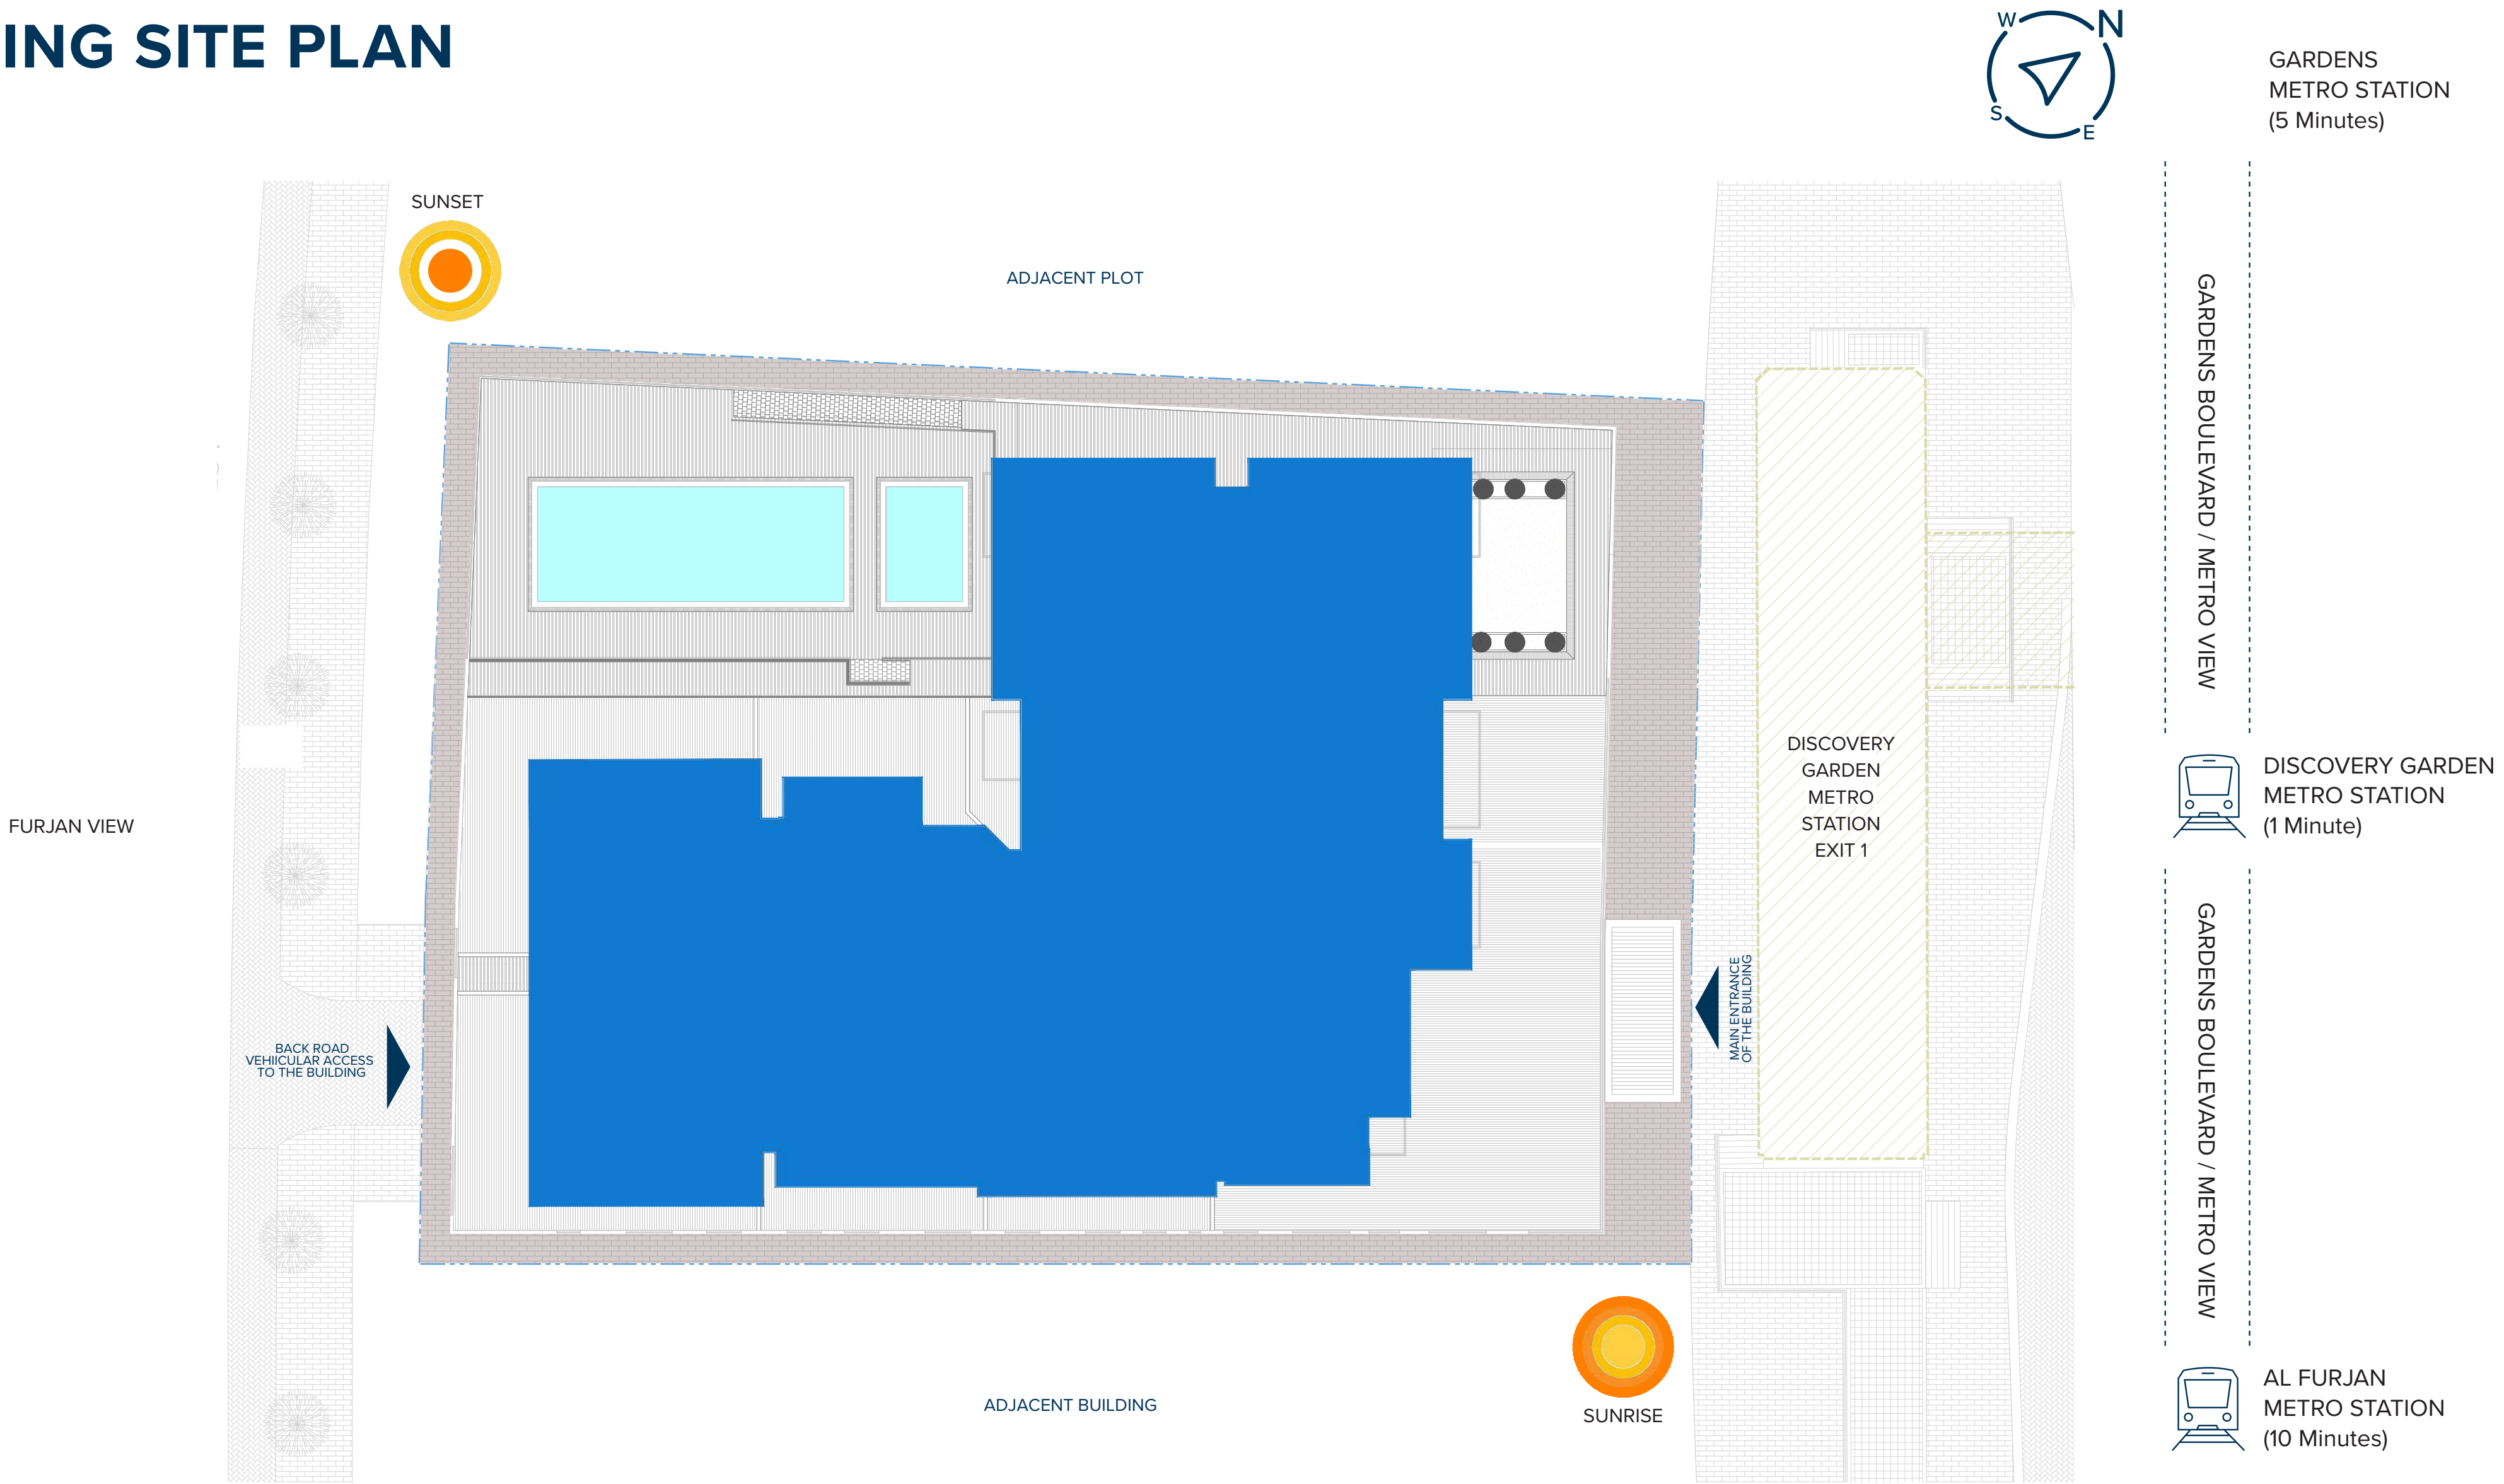 ING SITE PLAN
W
N
S
E
GARDENS
METRO STATION
(5 Minutes)
SUNSET
ADJACENT PLOT
GARDENS BOULEVARD / METRO VIEW
DISCOVERY
GARDEN
METRO
STATION
EXIT 1
DISCOVERY GARDEN
METRO STATION
(1 Minute)
FURJAN VIEW
BACK ROAD
VEHIICULAR ACCESS
TO THE BUILDING
MAIN ENTRANCE
OF THE BUILDING
GARDENS BOULEVARD / METRO VIEW
AL FURJAN
METRO STATION
(10 Minutes)
ADJACENT BUILDING
SUNRISE